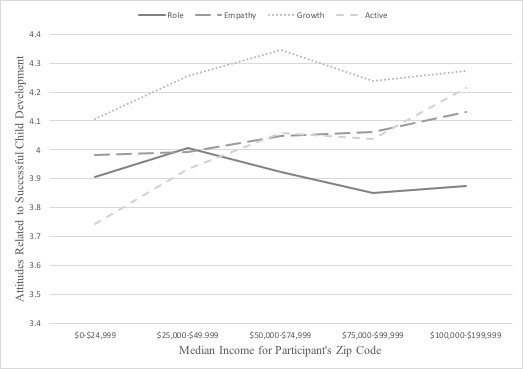 Role Empathy Growth Active
4.4
4.3
4.2
4.1
4
3.9
3.8
3.7
3.6
3.5
3.4
Attitudes Related to Successful Child Development
$0-$24,999 $25,000-$49.999 $50,000-$74,999 $75,000-$99,999 $100,000-$199,999
Median Income for Participant's Zip Code